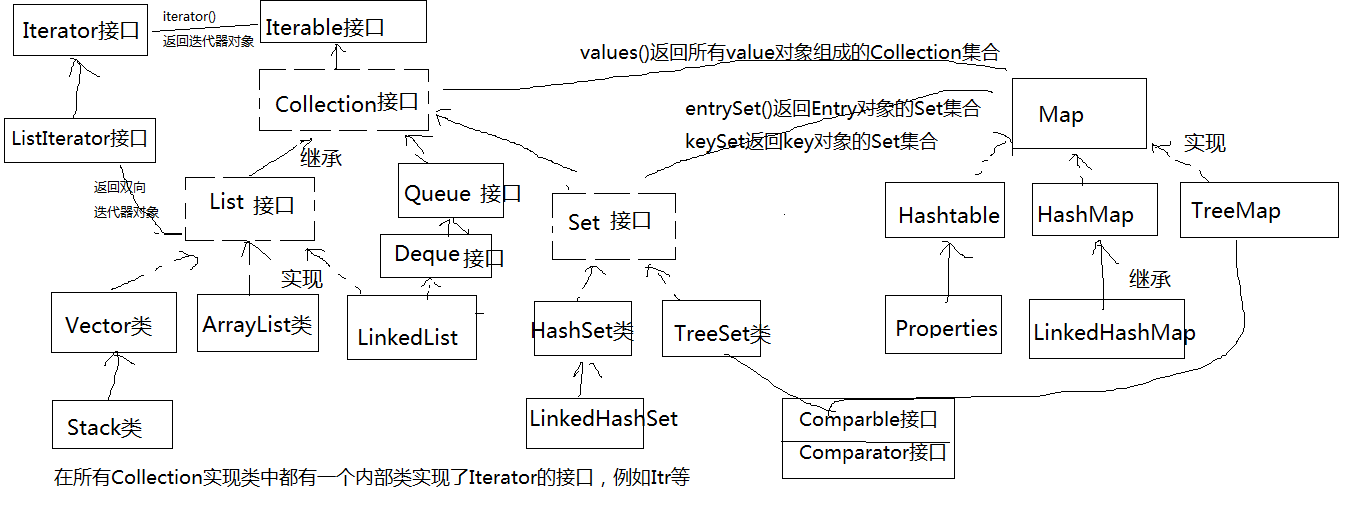 Iterator接口
iterator()
返回迭代器对象
Iterable接口
values()返回所有value对象组成的Collection集合
Collection接口
entrySet()返回Entry对象的Set集合
Map
ListIterator接口
keySet返回key对象的Set集合
实现
继承
返回双向
迭代器对象
List 接口
Queue 接口
Set 接口
Hashtable
HashMap
TreeMap
Deque接口
实现
继承
Vector类
ArrayList类
LinkedList
HashSet类
TreeSet类
Properties
LinkedHashMap
Stack类
LinkedHashSet
Comparble接口
Comparator接口
在所有Collection实现类中都有一个内部类实现了Iterator的接口，例如Itr等